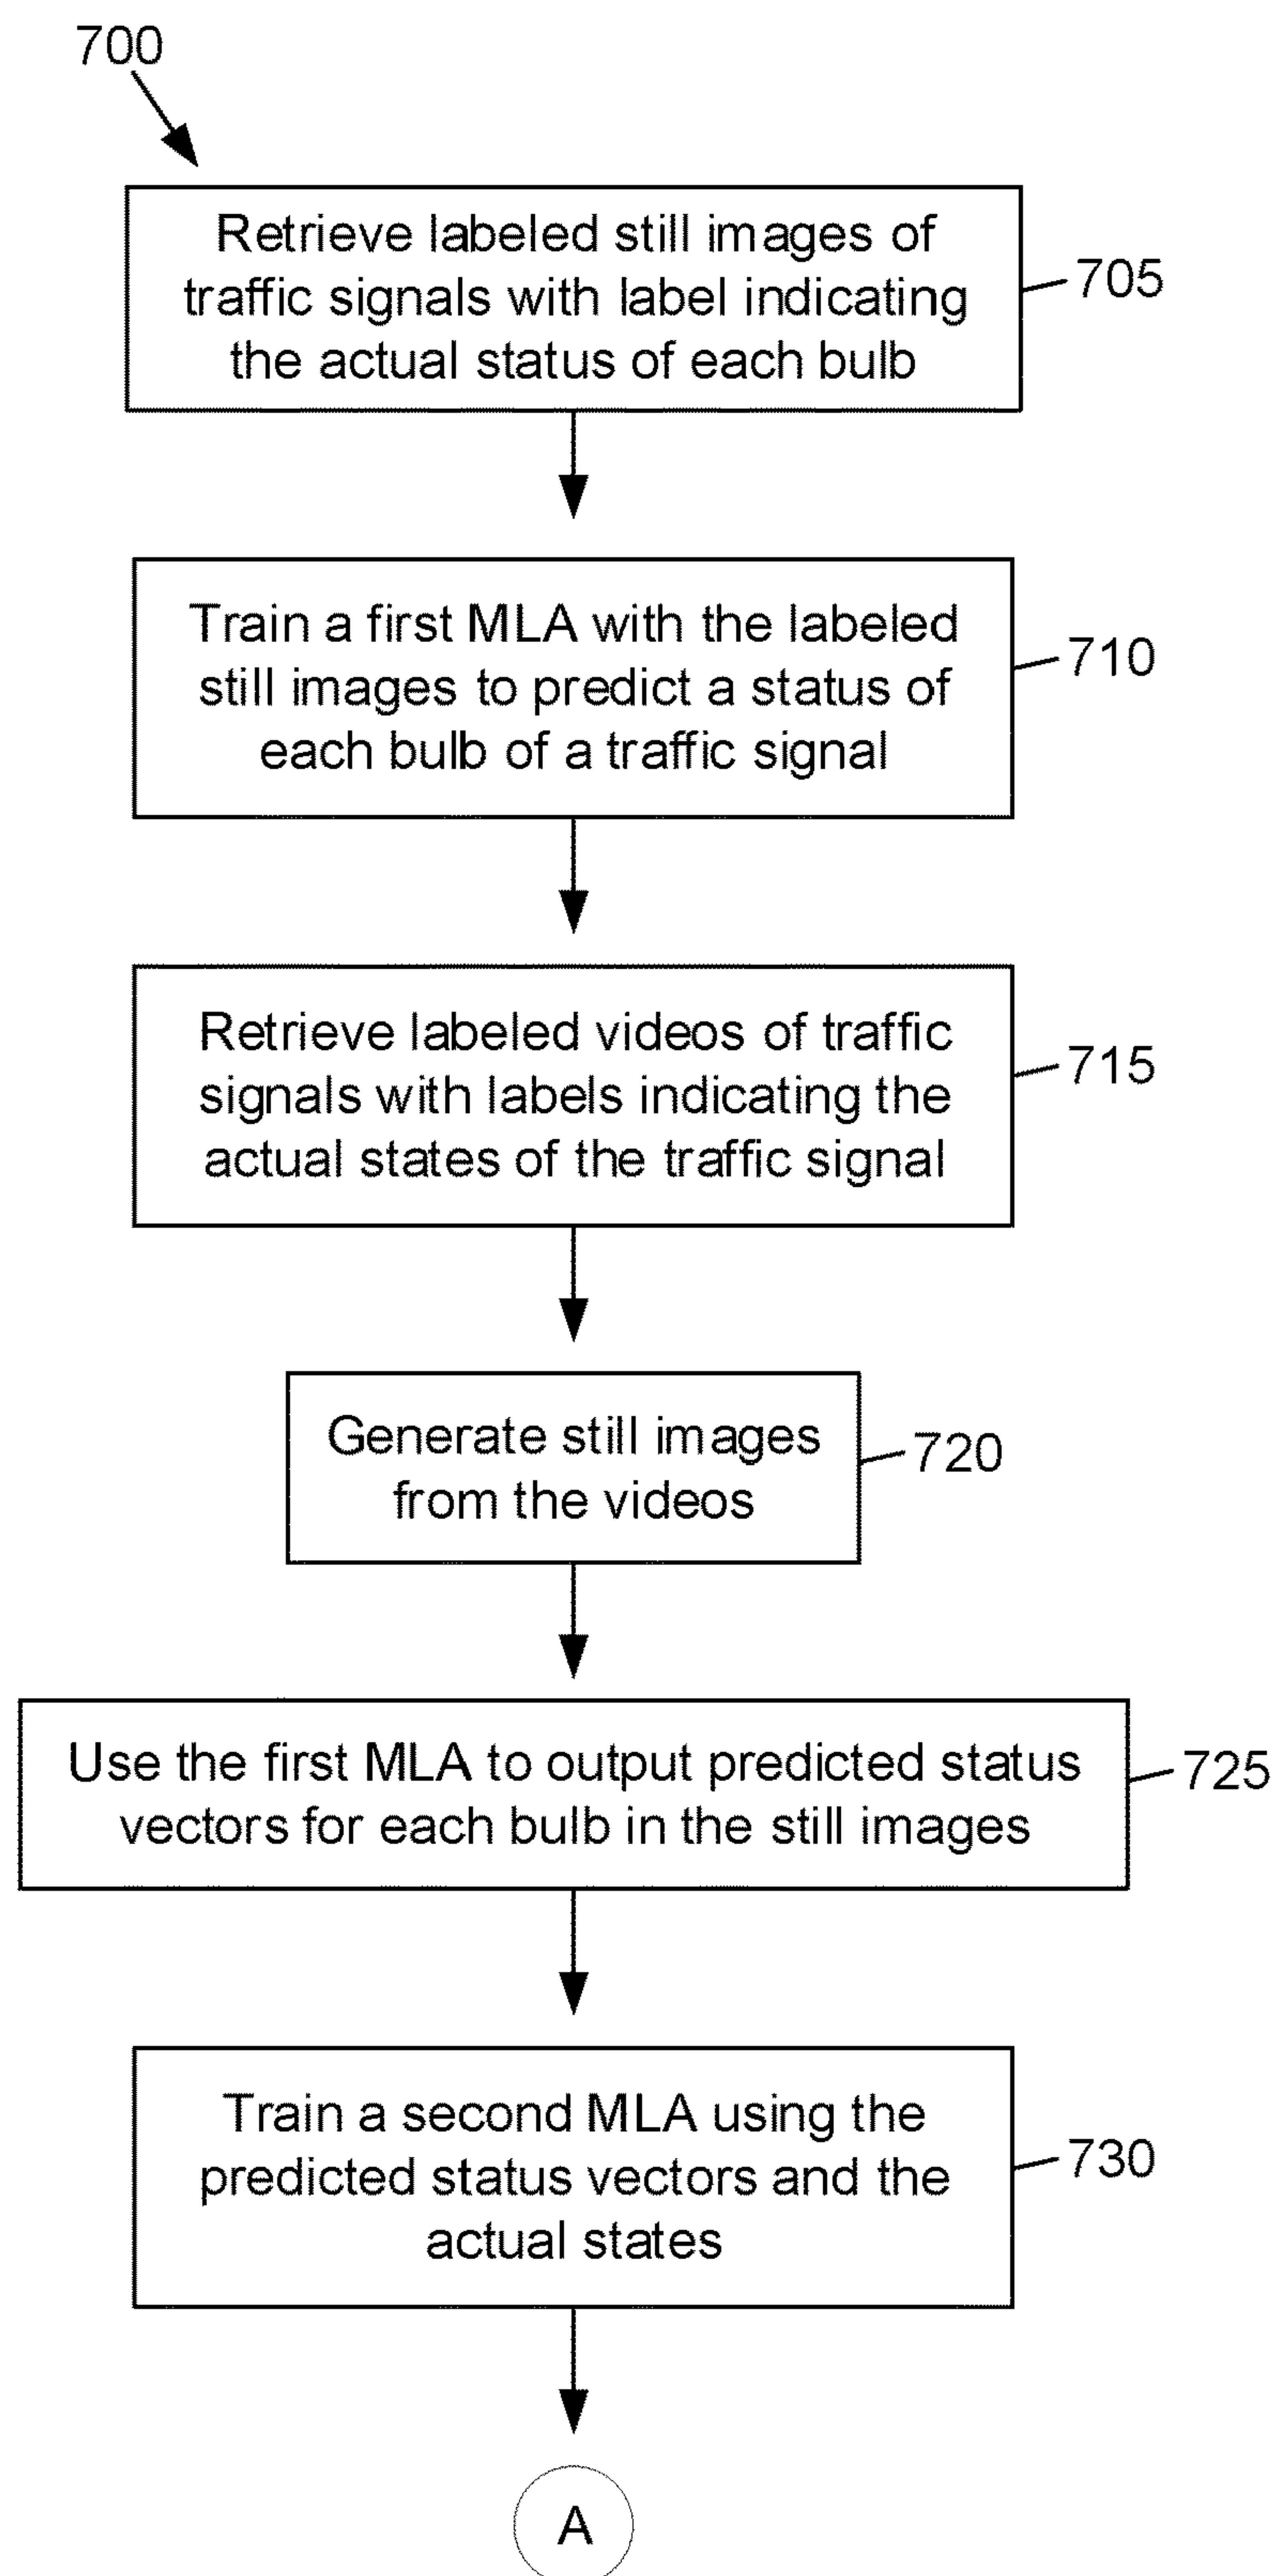 700
Retrieve labeled still images of
traffic signals with label indicating
the actual status of each bulb
705
Train a first MLA with the labeled
still images to predict a status of
each bulb of a traffic signal
710
Retrieve labeled videos of traffic
signals with labels indicating the
actual states of the traffic signal
715
Generate still images
from the videos
720
Use the first MLA to output predicted status
vectors for each bulb in the still images
725
Train a second MLA using the
predicted status vectors and the
actual states
730
A